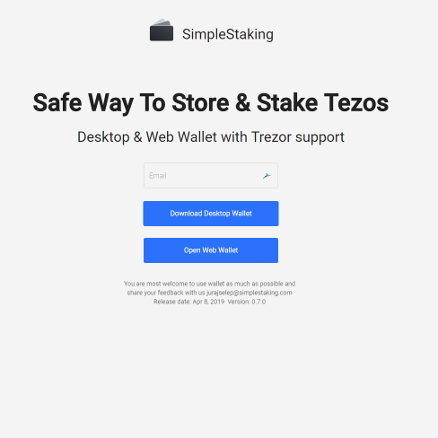 SimpleStaking
Safe Way To Store & Stake Tezos
Desktop & Web Wallet with Trezor support
Email
Download Desktop Wallet
Open Web Wallet
You are most welcome to use wallet as much as possible and
share your feedback with us jurajselep@simplestaking.com
Release date: Apr 8, 2019 Version: 0.7.0